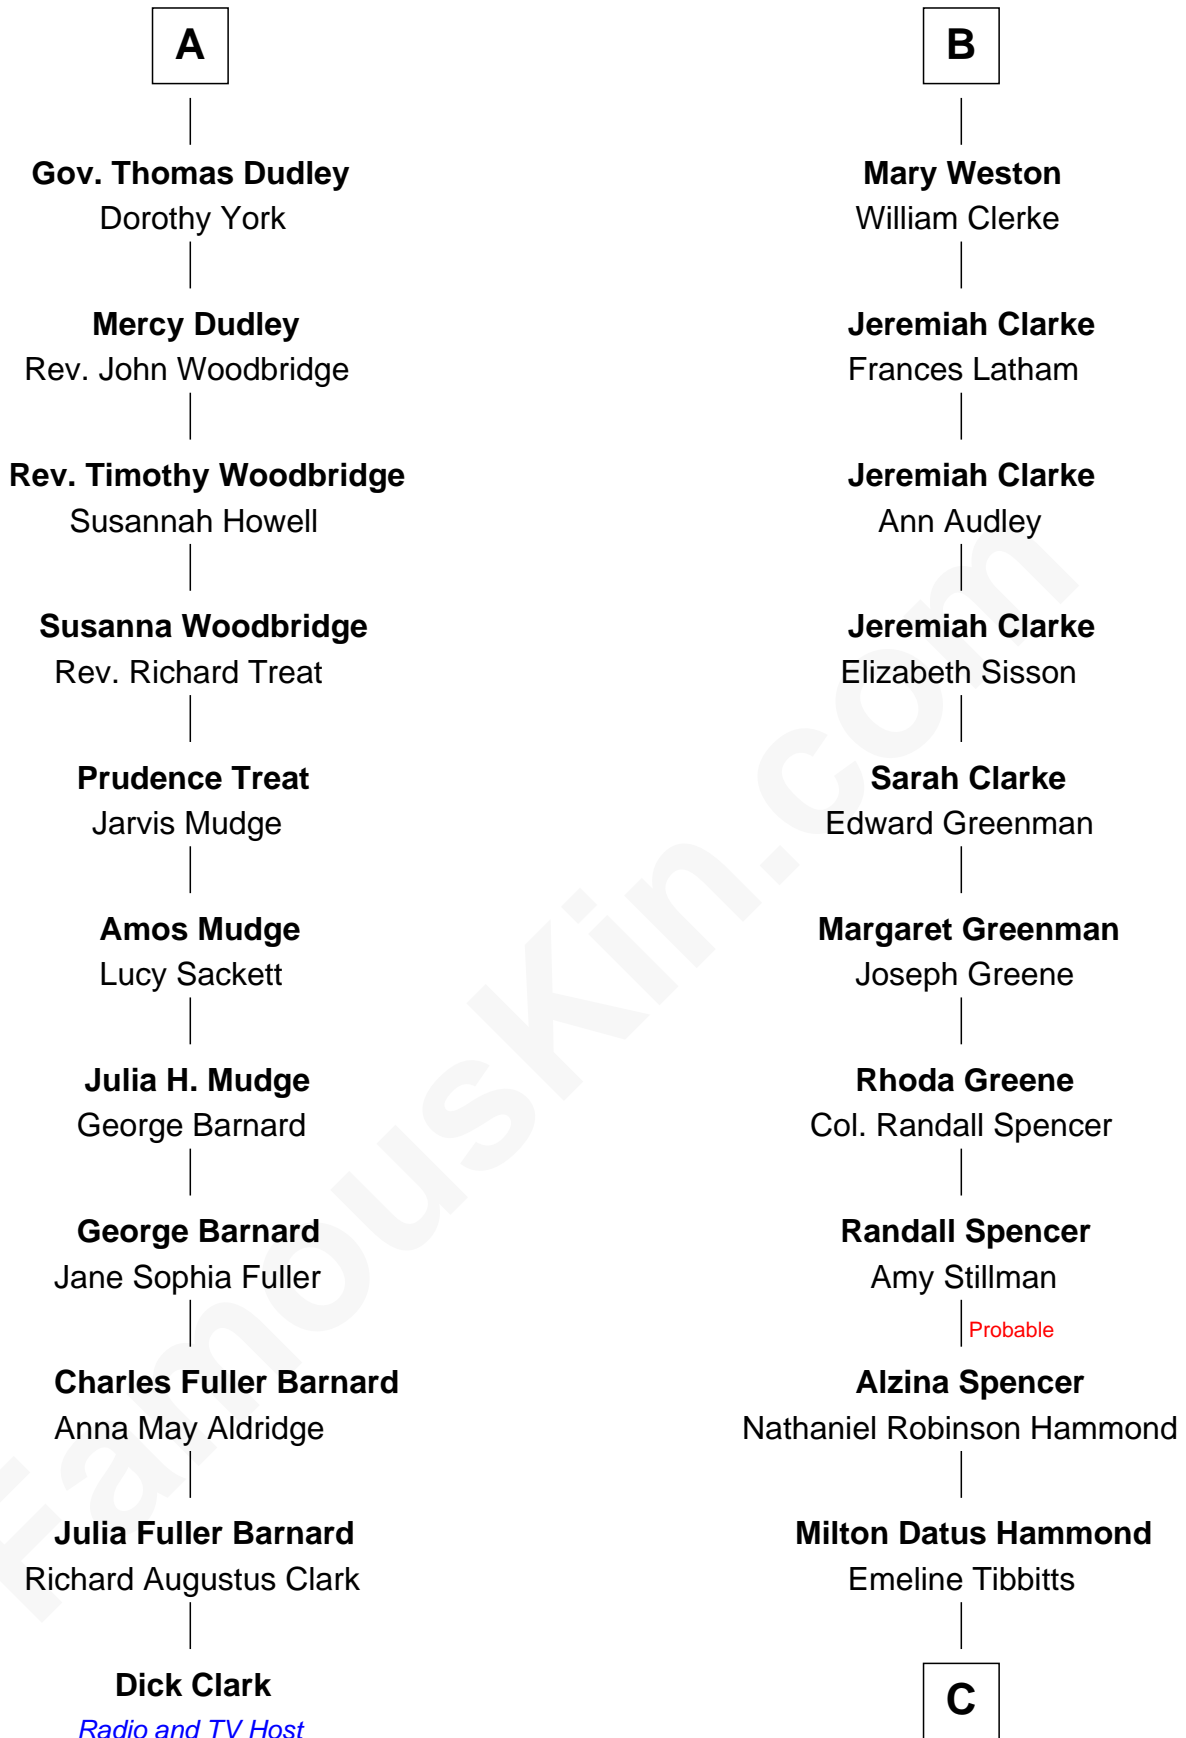 A
Gov. Thomas Dudley
Dorothy York
Mercy Dudley
Rev. John Woodbridge
Rev. Timothy Woodbridge
Susannah Howell
Susanna Woodbridge
Rev. Richard Treat
Prudence Treat
Jarvis Mudge
Amos Mudge
Lucy Sackett
Julia H. Mudge
George Barnard
George Barnard
Jane Sophia Fuller
Charles Fuller Barnard
Anna May Aldridge
Julia Fuller Barnard
Richard Augustus Clark
Dick Clark
Radio and TV Host
B
Mary Weston
William Clerke
Jeremiah Clarke
Frances Latham
Jeremiah Clarke
Ann Audley
Jeremiah Clarke
Elizabeth Sisson
Sarah Clarke
Edward Greenman
Margaret Greenman
Joseph Greene
Rhoda Greene
Col. Randall Spencer
Randall Spencer
Amy Stillman
Probable
Alzina Spencer
Nathaniel Robinson Hammond
Milton Datus Hammond
Emeline Tibbitts
C
FamousKin.com